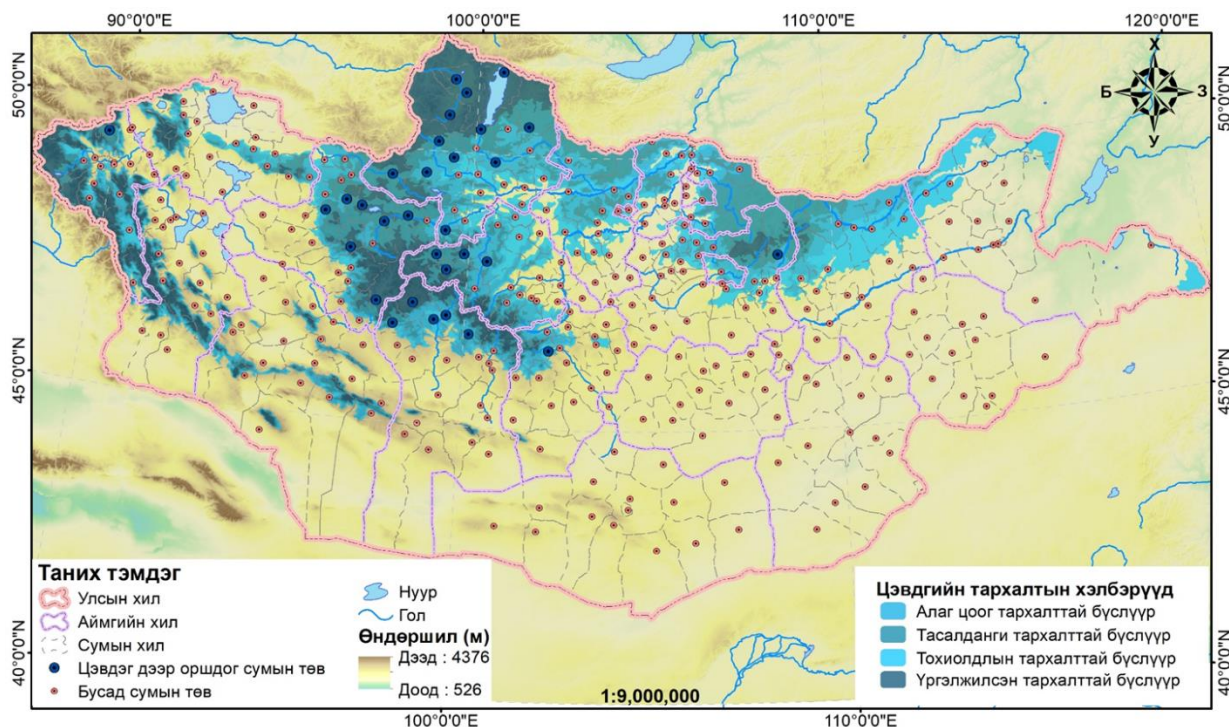 90°0'0"E 100°0'0"E 110°0'0"E 120°0'0"E
50°0'0"N
50°0'0"N
45°0'0"N
45°0'0"N
40°0'0"N
40°0'0"N
Х
Б З
У
Таних тэмдэг
Улсын хил
Аймгийн хил
Сумын хил
Цэвдэг дээр оршдог сумын төв
Бусад сумын төв
Нуур
Гол
Өндөршил (м)
Дээд : 4376
Доод : 526
1:9,000,000
Цэвдгийн тархалтын хэлбэрүүд
Алаг цоог тархалттай бүслүүр
Тасалданги тархалттай бүслүүр
Тохиолдлын тархалттай бүслүүр
Үргэлжилсэн тархалттай бүслүүр
100°0'0"E 110°0'0"E